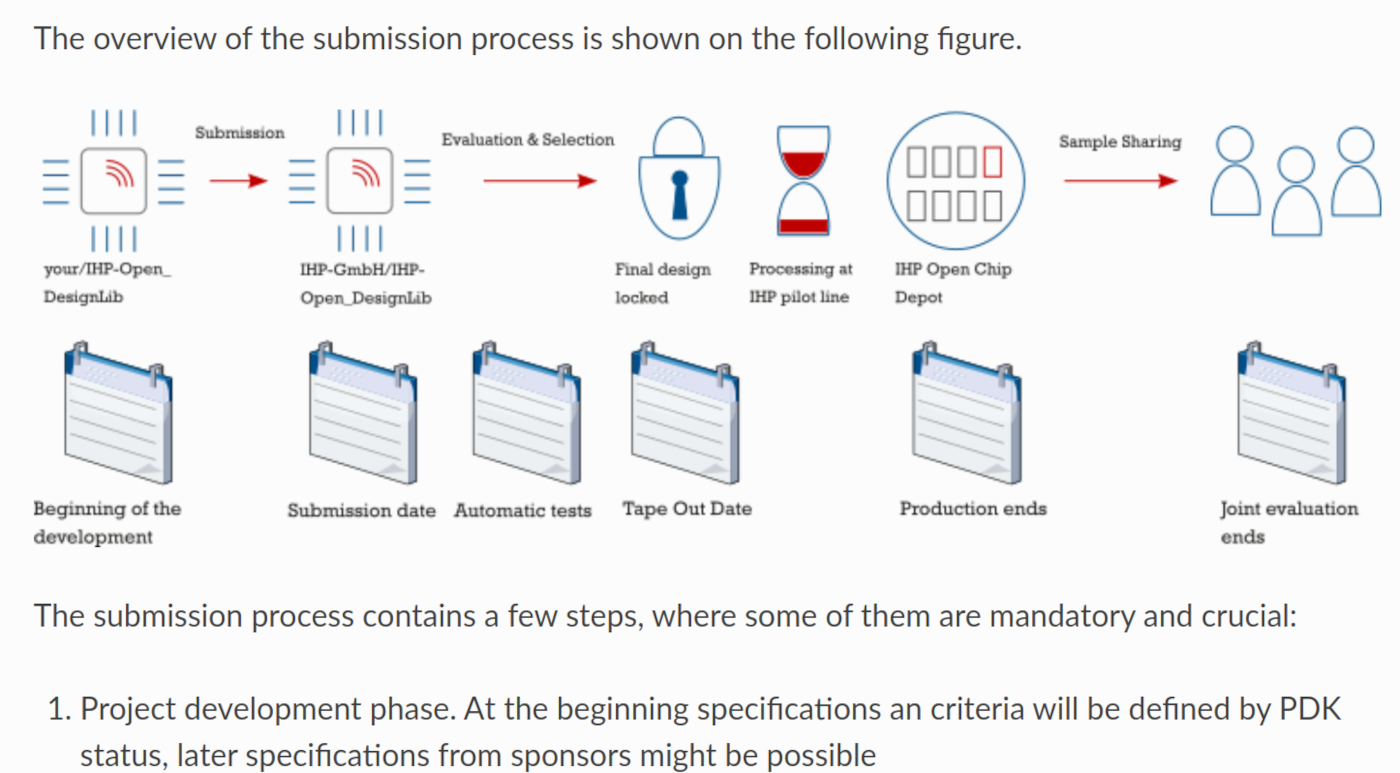 The overview of the submission process is shown on the following figure.
Submission
Evaluation & Selection
Sample Sharing
your/IHP-Open_
DesignLib
IHP-GmbH/IHP-
Open_DesignLib
Final design
locked
Processing at
IHP pilot line
IHP Open Chip
Depot
Beginning of the
development
Submission date
Automatic tests
Tape Out Date
Production ends
Joint evaluation
ends
The submission process contains a few steps, where some of them are mandatory and crucial:
1. Project development phase. At the beginning specifications an criteria will be defined by PDK
status, later specifications from sponsors might be possible